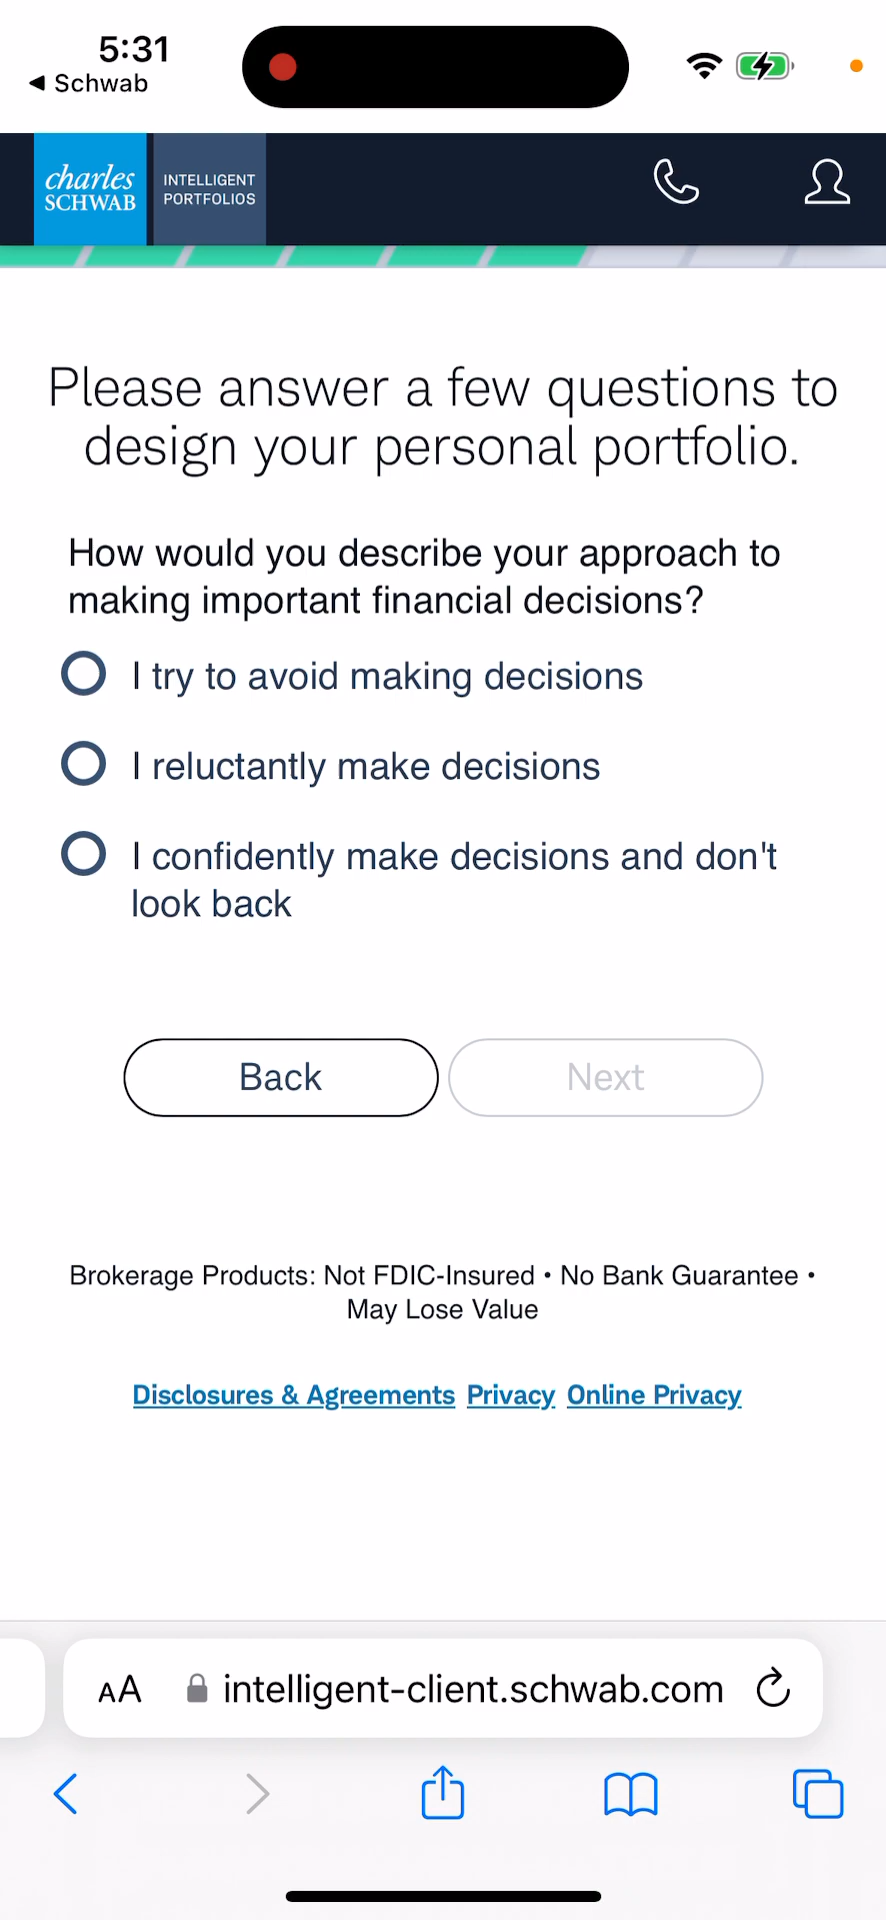 5:31
◀ Schwab
charles
SCHWAB
INTELLIGENT
PORTFOLIOS
Please answer a few questions to
design your personal portfolio.
How would you describe your approach to
making important financial decisions?
I try to avoid making decisions
I reluctantly make decisions
I confidently make decisions and don't
look back
Back
Next
Brokerage Products: Not FDIC-Insured • No Bank Guarantee •
May Lose Value
Disclosures & Agreements Privacy Online Privacy
AA intelligent-client.schwab.com